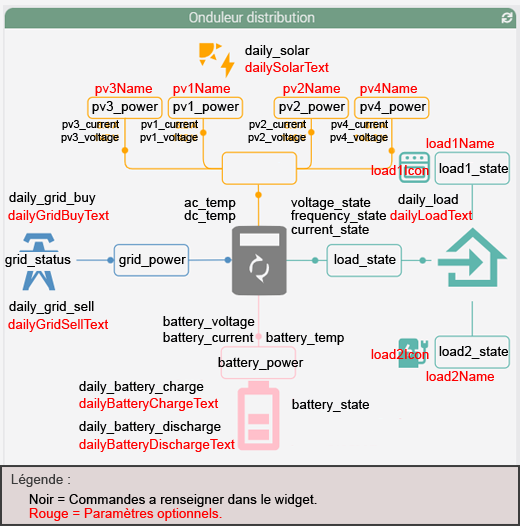 Onduleur distribution
daily_solar
dailySolarText
pv3Name pv1Name pv2Name pv4Name
pv3_power pv1_power pv2_power pv4_power
pv3_current pv1_current pv2_current pv4_current
pv3_voltage pv1_voltage pv2_voltage pv4_voltage
load1Name
load1Icon load1_state
daily_grid_buy
dailyGridBuyText
ac_temp
dc_temp
voltage_state
frequency_state
current_state
daily_load
dailyLoadText
grid_status grid_power load_state
daily_grid_sell
dailyGridSellText
battery_voltage
battery_current battery_temp
battery_power
load2Icon load2_state
load2Name
daily_battery_charge
dailyBatteryChargeText
battery_state
daily_battery_discharge
dailyBatteryDischargeText
Légende :
Noir = Commandes a renseigner dans le widget.
Rouge = Paramètres optionnels.